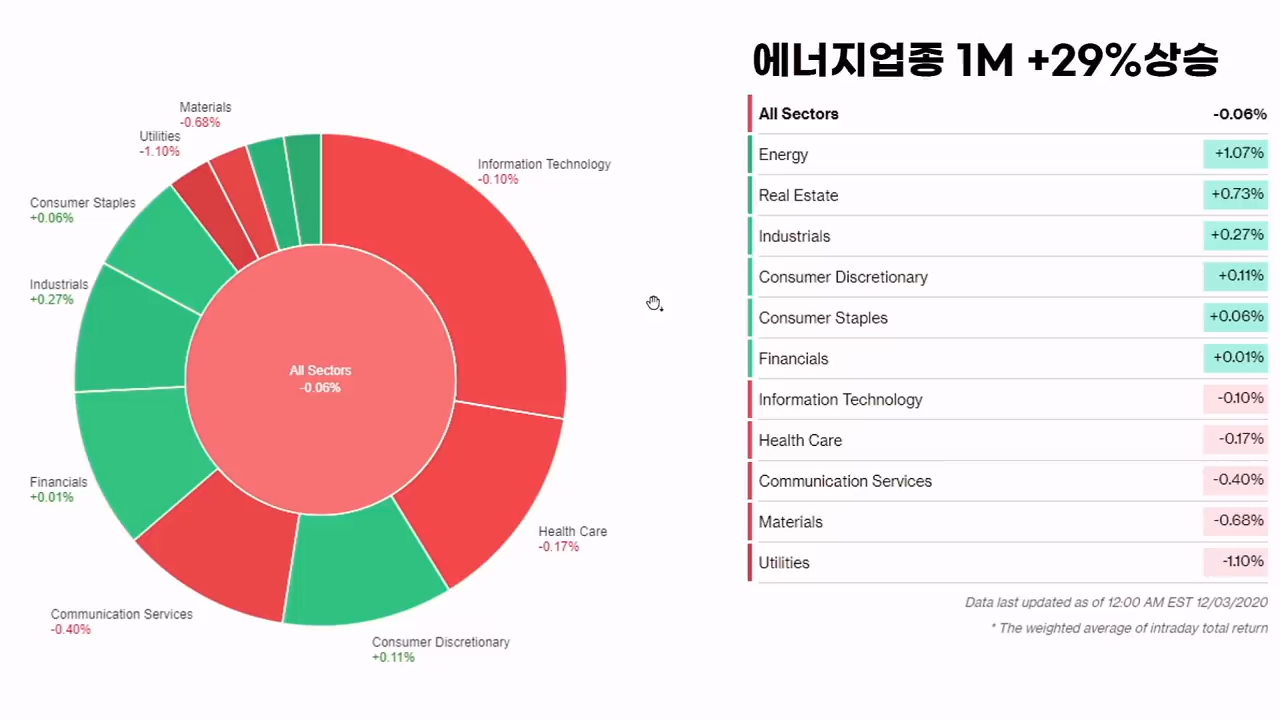 에너지업종 1M +29%상승
Materials
-0.68%
Utilities
-1.10%
Information Technology
-0.10%
Consumer Staples
+0.06%
Industrials
+0.27%
All Sectors
-0.06%
Financials
+0.01%
Health Care
-0.17%
Communication Services
-0.40%
Consumer Discretionary
+0.11%
All Sectors -0.06%
Energy +1.07%
Real Estate +0.73%
Industrials +0.27%
Consumer Discretionary +0.11%
Consumer Staples +0.06%
Financials +0.01%
Information Technology -0.10%
Health Care -0.17%
Communication Services -0.40%
Materials -0.68%
Utilities -1.10%
Data last updated as of 12:00 AM EST 12/03/2020
* The weighted average of intraday total return